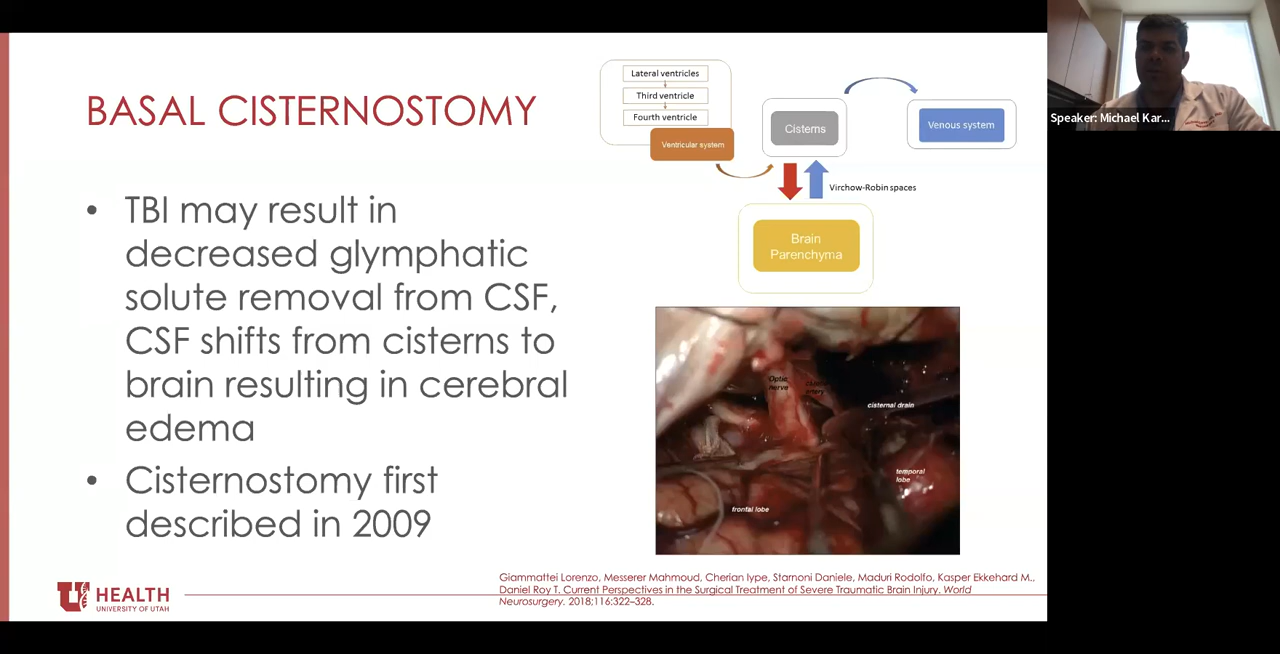 BASAL CISTERNOSTOMY
• TBI may result in
decreased glymphatic
solute removal from CSF,
CSF shifts from cisterns to
brain resulting in cerebral
edema
• Cisternostomy first
described in 2009
Lateral ventricles
Third ventricle
Fourth ventricle
Ventricular system
Cisterns
Venous system
Virchow-Robin spaces
Brain
Parenchyma
Optic
nerve
artery
cisternal drain
temporal
lobe
frontal lobe
U HEALTH
UNIVERSITY OF UTAH
Giammattei Lorenzo, Messerer Mahmoud, Cherian Iype, Starnoni Daniele, Maduri Rodolfo, Kasper Ekkehard M.,
Daniel Roy T. Current Perspectives in the Surgical Treatment of Severe Traumatic Brain Injury. World
Neurosurgery. 2018;116:322–328.
Speaker: Michael Kar...